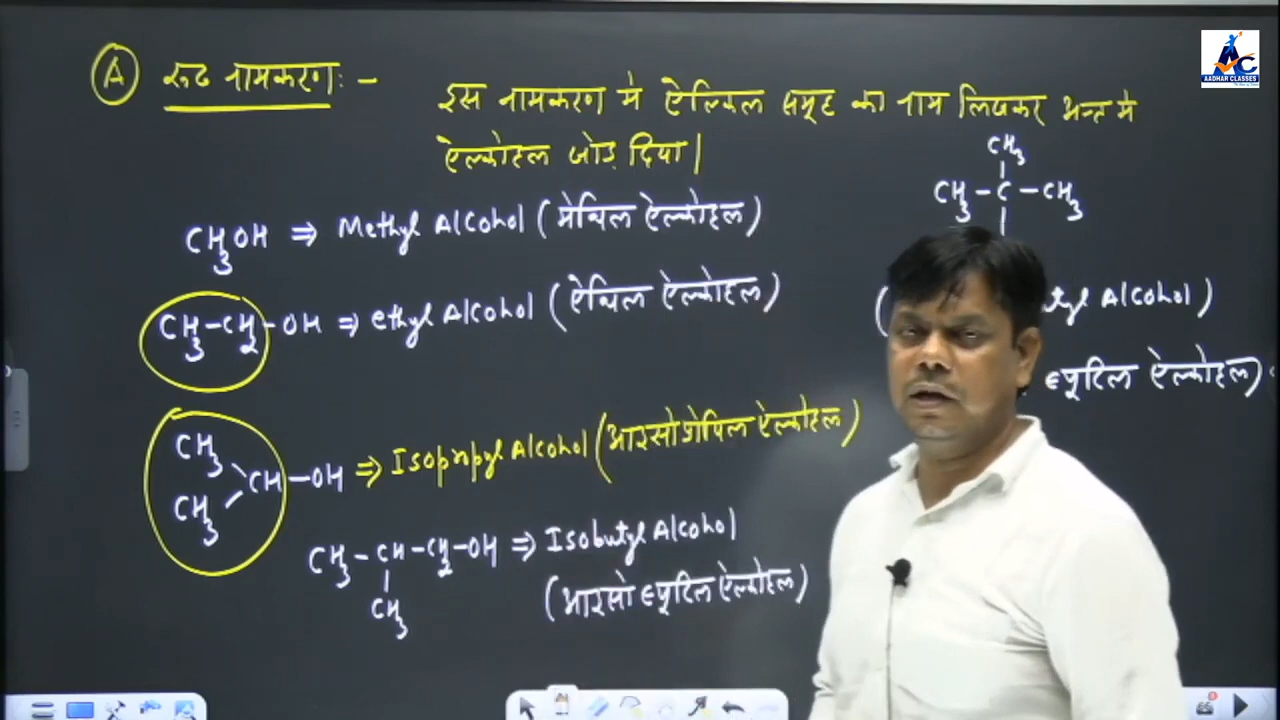 A रूढ नामकरण :-
इस नामकरण मे ऐल्किल समूह का नाम लिखकर अन्त मे
ऐल्कोहल जोड़ दिया|
CH3OH ⇒ Methyl Alcohol (मेथिल ऐल्कोहल)
CH3-CH2-OH ⇒ ethyl Alcohol (ऐथिल ऐल्कोहल)
CH3
CH-OH ⇒ Isopropyl Alcohol (आइसोप्रोपिल ऐल्कोहल)
CH3
CH3-CH-CH2-OH ⇒ Isobutyl Alcohol
CH3
(आइसो ब्यूटिल ऐल्कोहल)
CH3
CH3-C-CH3
Alcohol)
ब्यूटिल ऐल्कोहल)
AC
AADHAR CLASSES